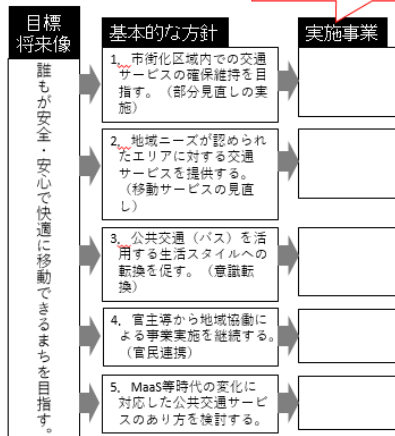 目標
将来像
基本的な方針
実施事業
誰もが安全・安心で快適に移動できるまちを目指す。
1. 市街化区域内での交通
サービスの確保維持を目
指す。（部分見直しの実
施）
2. 地域ニーズが認められ
たエリアに対する交通
サービスを提供する。
（移動サービスの見直
し）
3. 公共交通（バス）を活
用する生活スタイルへの
転換を促す。（意識転
換）
4. 官主導から地域協働に
よる事業実施を継続する。
（官民連携）
5. MaaS等時代の変化に
対応した公共交通サービ
スのあり方を検討する。